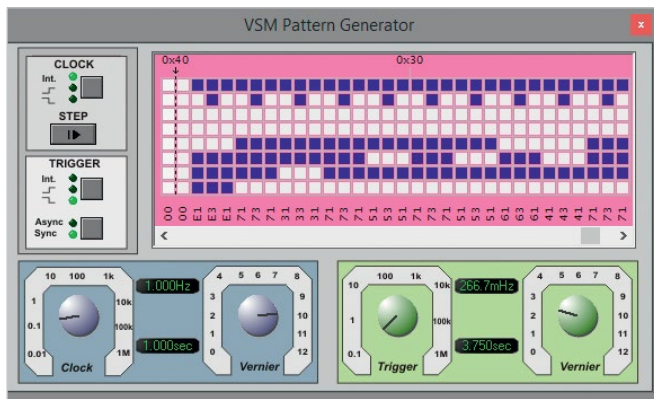 VSM Pattern Generator
x
CLOCK
Int.
STEP
TRIGGER
Int.
Async
Sync
0x40 0x30
00 00 E1 E3 E1 71 73 71 31 33 31 71 73 71 51 53 51 71 73 71 51 53 51 61 63 61 41 43 41 71 73 71
0.01 0.1 1 10 100 1k 10k 100k 1M
Clock
1.000Hz
1.000sec
0 1 2 3 4 5 6 7 8 9 10 11 12
Vernier
0.1 1 10 100 1k 10k 100k 1M
Trigger
266.7mHz
3.750sec
0 1 2 3 4 5 6 7 8 9 10 11 12
Vernier